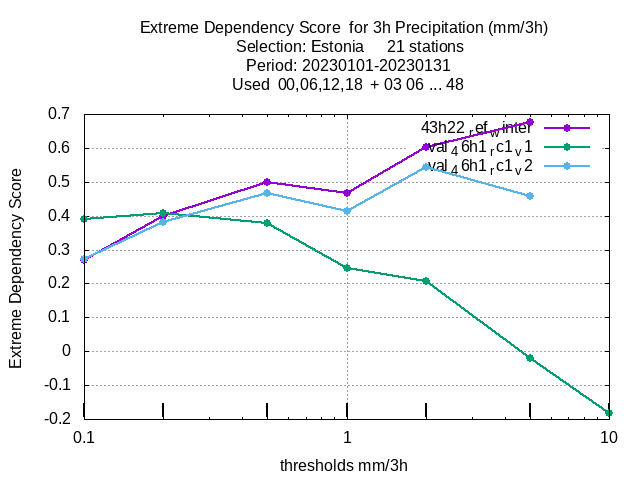 Extreme Dependency Score  for 3h Precipitation (mm/3h)
Selection: Estonia     21 stations
Period: 20230101-20230131
Used  00,06,12,18  + 03 06 ... 48
43h22_ref_winter
val_46h1_rc1_v1
val_46h1_rc1_v2
Extreme Dependency Score
0.7
0.6
0.5
0.4
0.3
0.2
0.1
0
-0.1
-0.2
0.1 1 10
thresholds mm/3h